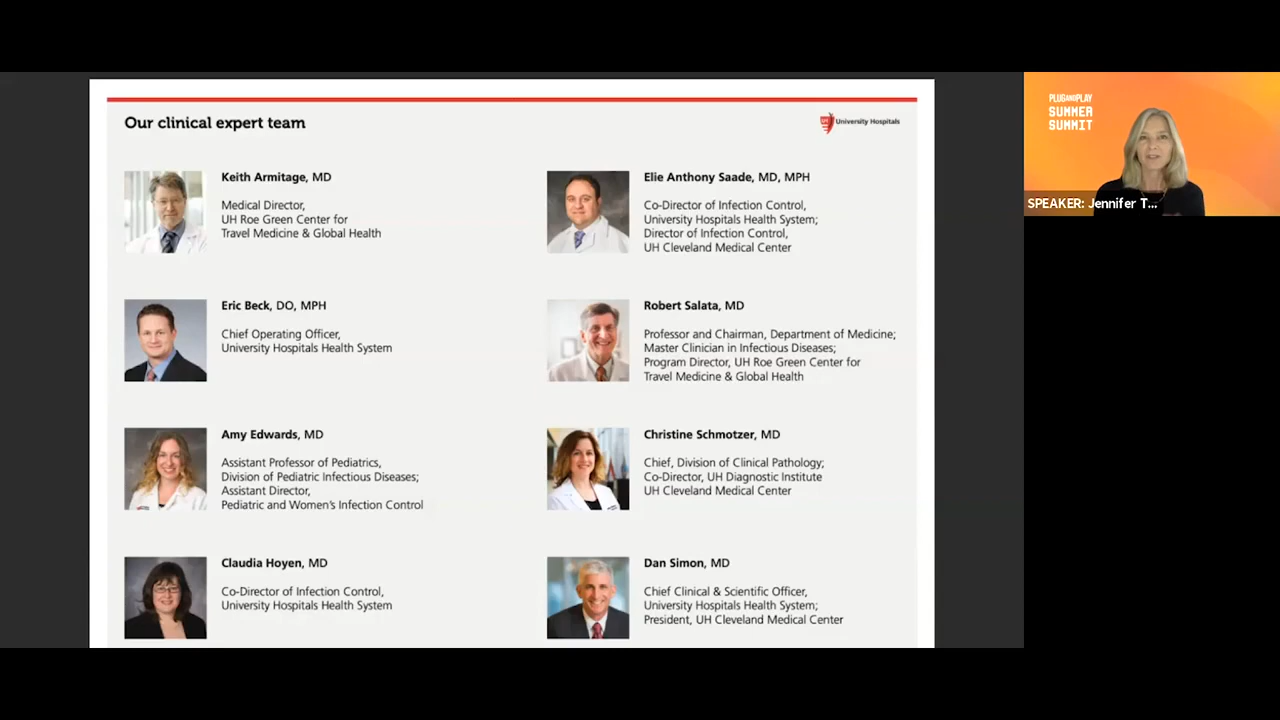 Our clinical expert team
UH
University Hospitals
Keith Armitage, MD
Medical Director,
UH Roe Green Center for
Travel Medicine & Global Health
Elie Anthony Saade, MD, MPH
Co-Director of Infection Control,
University Hospitals Health System;
Director of Infection Control,
UH Cleveland Medical Center
Eric Beck, DO, MPH
Chief Operating Officer,
University Hospitals Health System
Robert Salata, MD
Professor and Chairman, Department of Medicine;
Master Clinician in Infectious Diseases;
Program Director, UH Roe Green Center for
Travel Medicine & Global Health
Amy Edwards, MD
Assistant Professor of Pediatrics,
Division of Pediatric Infectious Diseases;
Assistant Director,
Pediatric and Women's Infection Control
Christine Schmotzer, MD
Chief, Division of Clinical Pathology;
Co-Director, UH Diagnostic Institute
UH Cleveland Medical Center
Claudia Hoyen, MD
Co-Director of Infection Control,
University Hospitals Health System
Dan Simon, MD
Chief Clinical & Scientific Officer,
University Hospitals Health System;
President, UH Cleveland Medical Center
PLUGANDPLAY
SUMMER
SUMMIT
SPEAKER: Jennifer T...